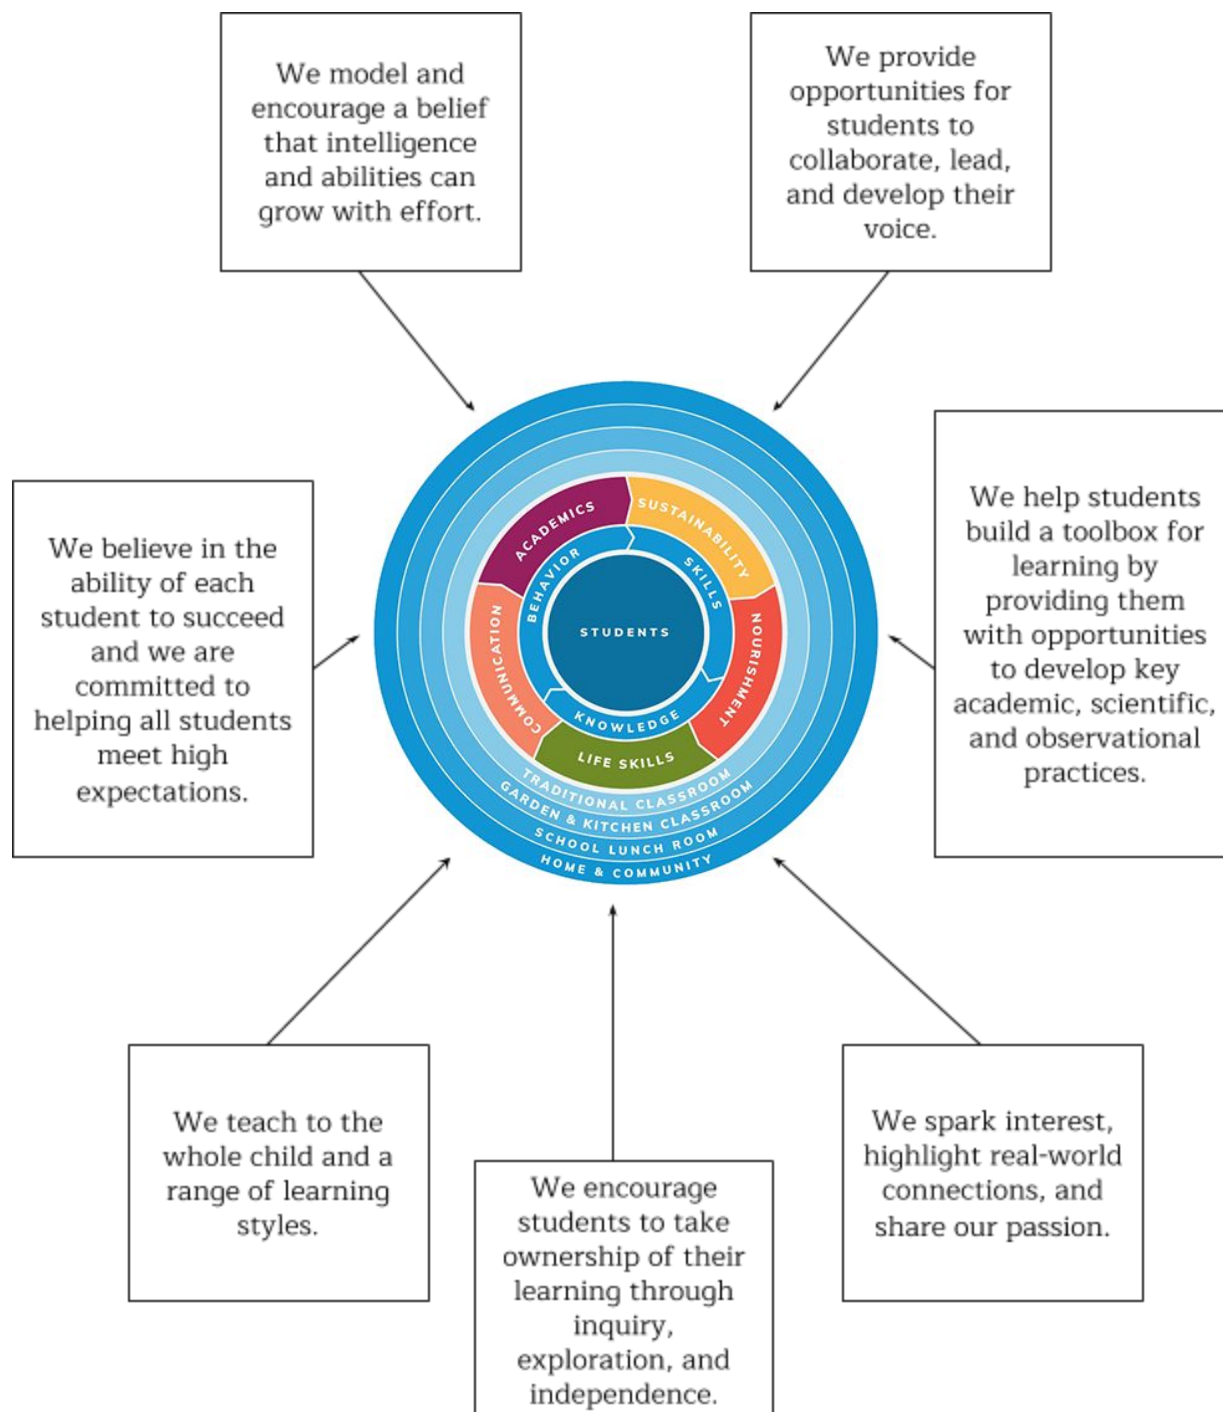 We model and
encourage a belief
that intelligence
and abilities can
grow with effort.
We provide
opportunities for
students to
collaborate, lead,
and develop their
voice.
We believe in the
ability of each
student to succeed
and we are
committed to
helping all students
meet high
expectations.
ACADEMICS
SUSTAINABILITY
NOURISHMENT
LIFE SKILLS
COMMUNICATION
BEHAVIOR
SKILLS
KNOWLEDGE
STUDENTS
TRADITIONAL CLASSROOM
GARDEN & KITCHEN CLASSROOM
SCHOOL LUNCH ROOM
HOME & COMMUNITY
We help students
build a toolbox for
learning by
providing them
with opportunities
to develop key
academic, scientific,
and observational
practices.
We teach to the
whole child and a
range of learning
styles.
We encourage
students to take
ownership of their
learning through
inquiry,
exploration, and
independence.
We spark interest,
highlight real-world
connections, and
share our passion.